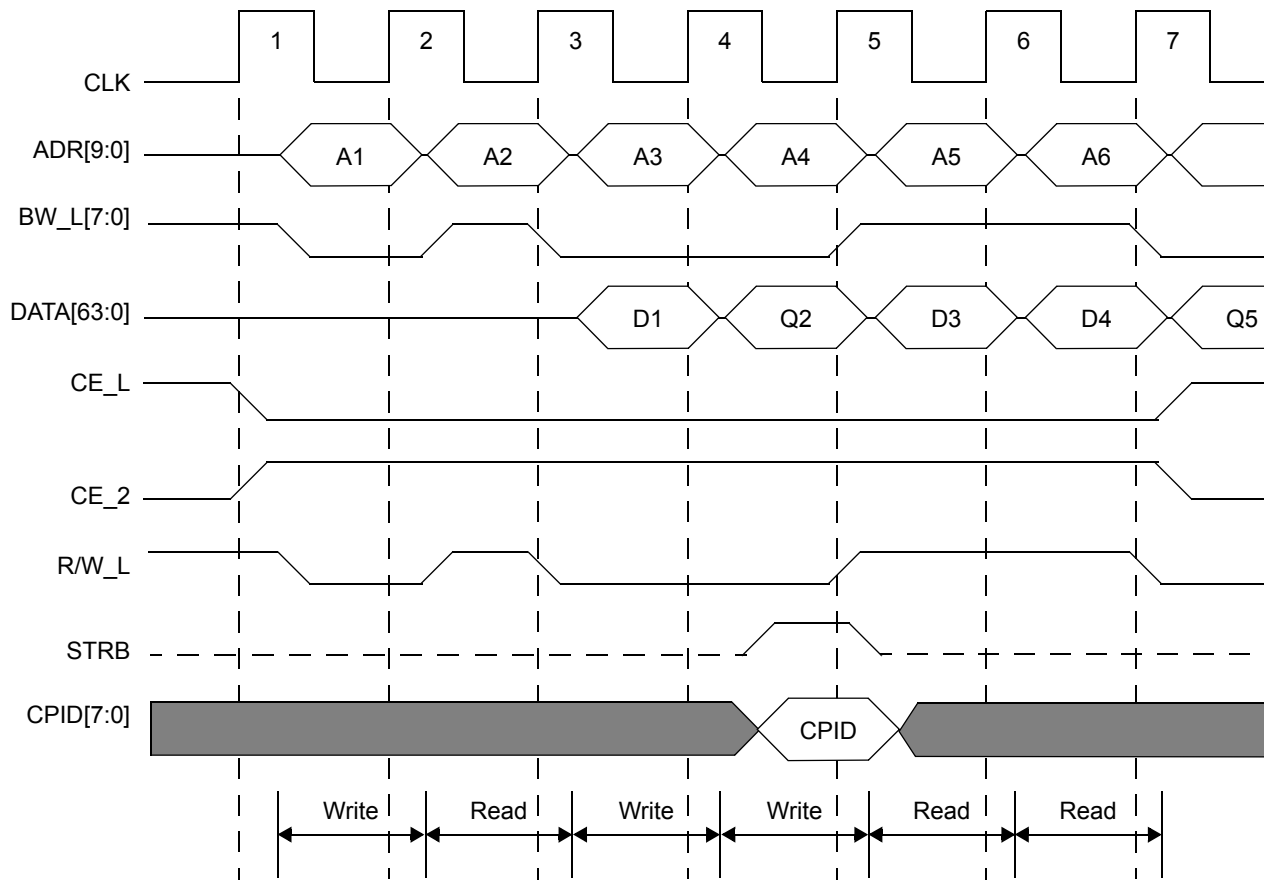 1 2 3 4 5 6 7
CLK
ADR[9:0] A1 A2 A3 A4 A5 A6
BW_L[7:0]
DATA[63:0] D1 Q2 D3 D4 Q5
CE_L
CE_2
R/W_L
STRB
CPID[7:0] CPID
Write Read Write Write Read Read